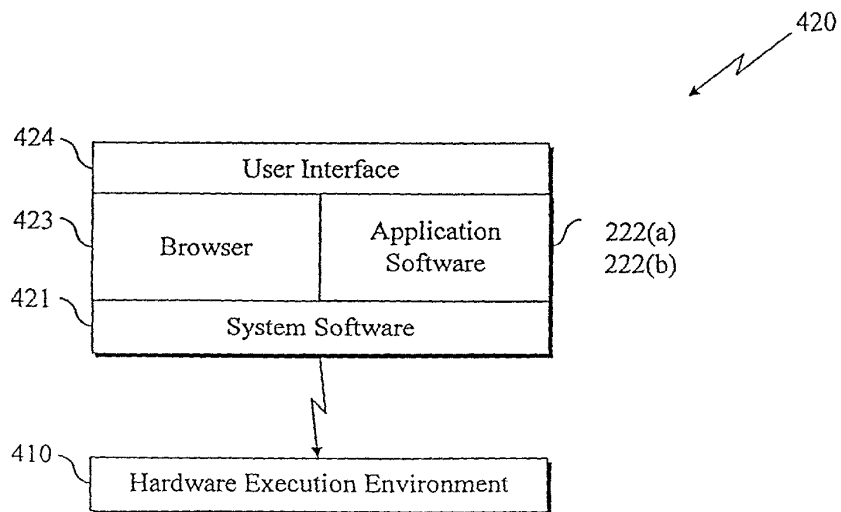 420
424
User Interface
423
Browser
Application
Software
222(a)
222(b)
421
System Software
410
Hardware Execution Environment